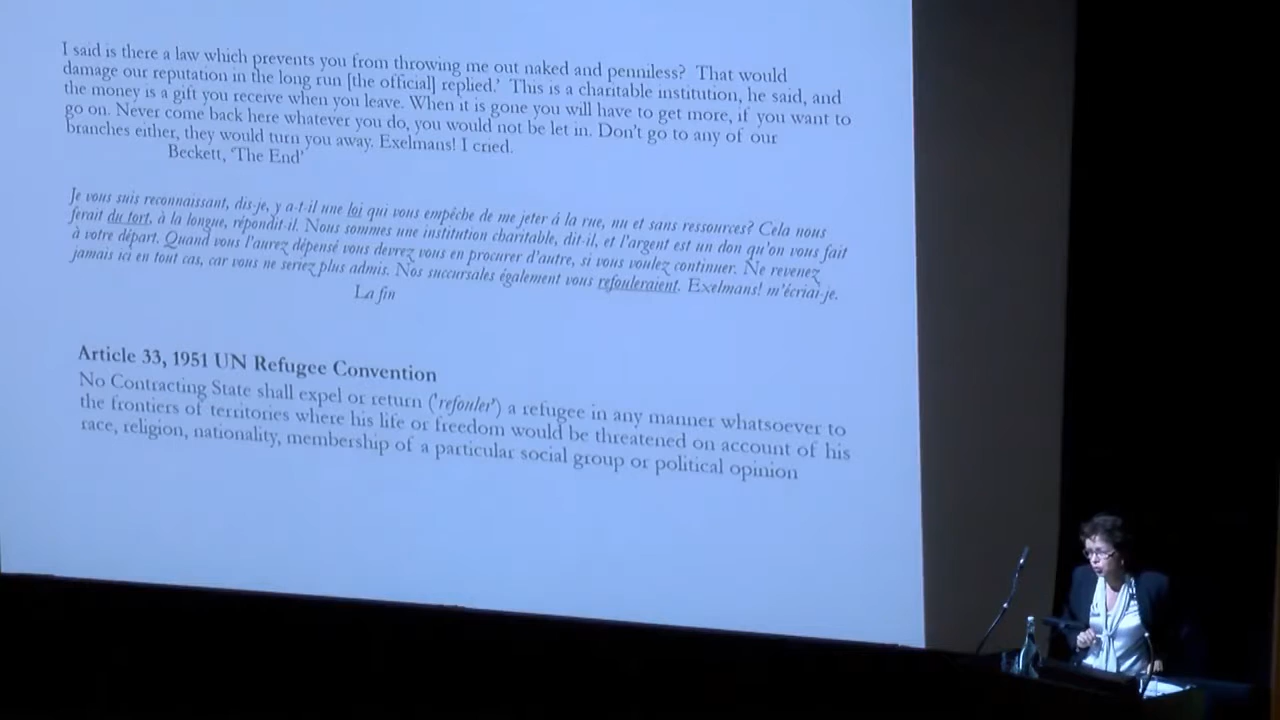 I said is there a law which prevents you from throwing me out naked and penniless? That would
damage our reputation in the long run [the official] replied.' This is a charitable institution, he said, and
the money is a gift you receive when you leave. When it is gone you will have to get more, if you want to
go on. Never come back here whatever you do, you would not be let in. Don't go to any of our
branches either, they would turn you away. Exelmans! I cried.
Beckett, 'The End'
Je vous suis reconnaissant, dis-je, y a-t-il une loi qui vous empêche de me jeter á la rue, nu et sans ressources? Cela nous
ferait du tort, à la longue, répondit-il. Nous sommes une institution charitable, dit-il, et l'argent est un don qu'on vous fait
à votre départ. Quand vous l'aurez dépensé vous devrez vous en procurer d'autre, si vous voulez continuer. Ne revenez
jamais ici en tout cas, car vous ne seriez plus admis. Nos succursales également vous refouleraient. Exelmans! m'écriai-je.
La fin
Article 33, 1951 UN Refugee Convention
No Contracting State shall expel or return ('refouler') a refugee in any manner whatsoever to
the frontiers of territories where his life or freedom would be threatened on account of his
race, religion, nationality, membership of a particular social group or political opinion